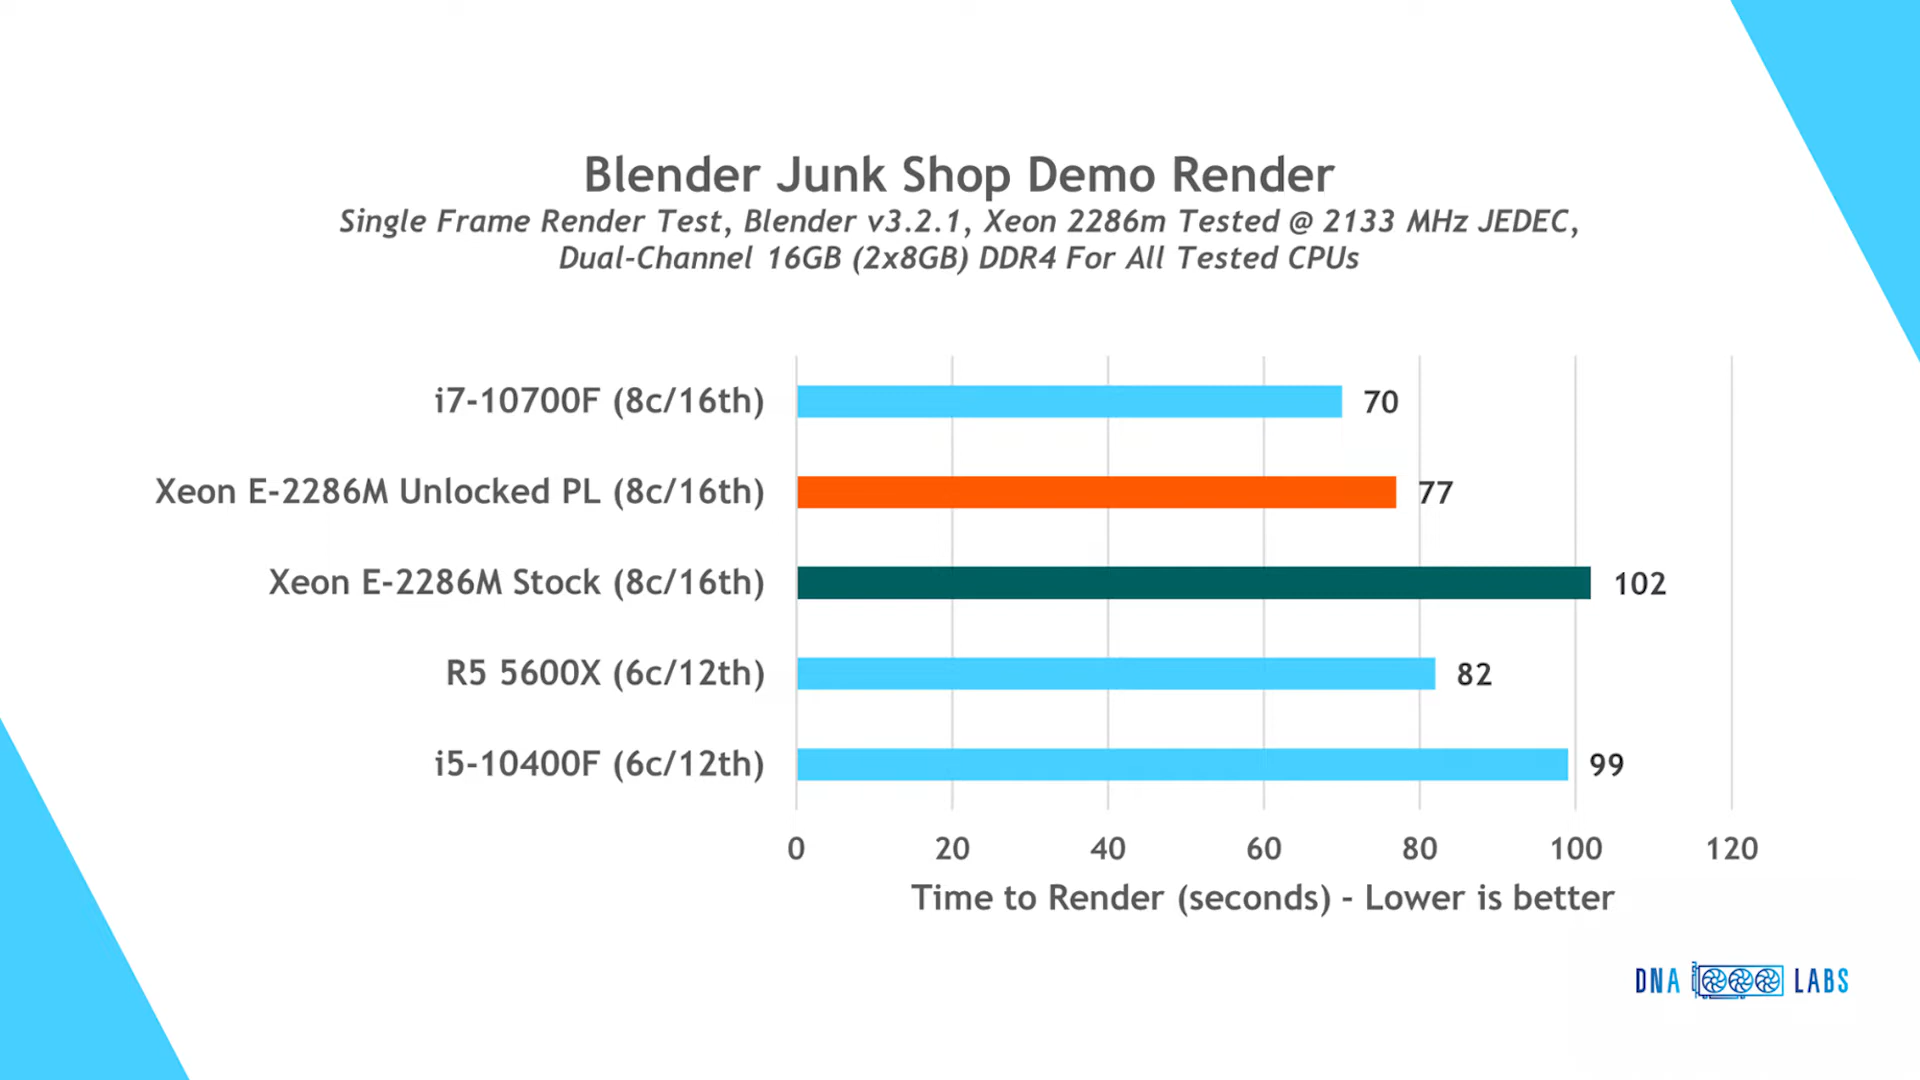 Blender Junk Shop Demo Render
Single Frame Render Test, Blender v3.2.1, Xeon 2286m Tested @ 2133 MHz JEDEC,
Dual-Channel 16GB (2x8GB) DDR4 For All Tested CPUs
i7-10700F (8c/16th) 70
Xeon E-2286M Unlocked PL (8c/16th) 77
Xeon E-2286M Stock (8c/16th) 102
R5 5600X (6c/12th) 82
i5-10400F (6c/12th) 99
0 20 40 60 80 100 120
Time to Render (seconds) - Lower is better
DNA LABS